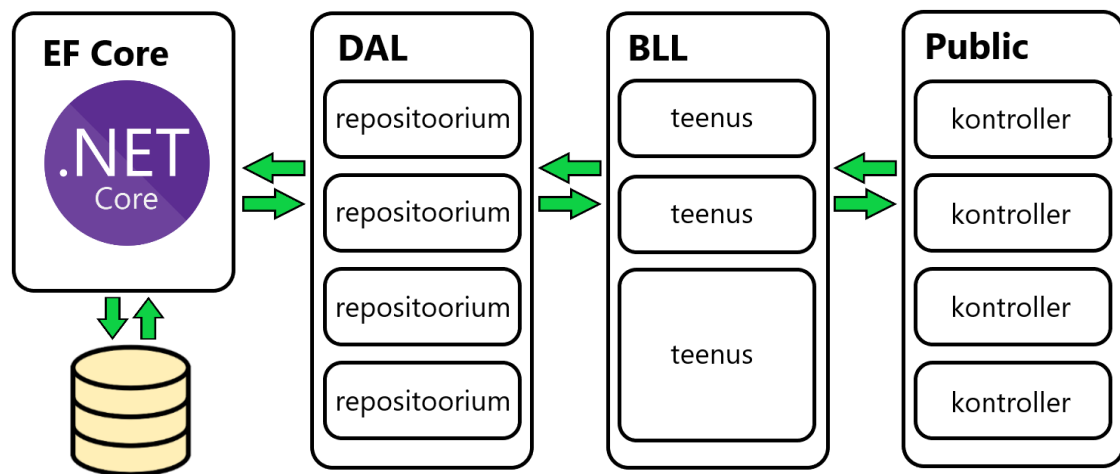 EF Core
.NET
Core
DAL
repositoorium
repositoorium
repositoorium
repositoorium
BLL
teenus
teenus
teenus
Public
kontroller
kontroller
kontroller
kontroller